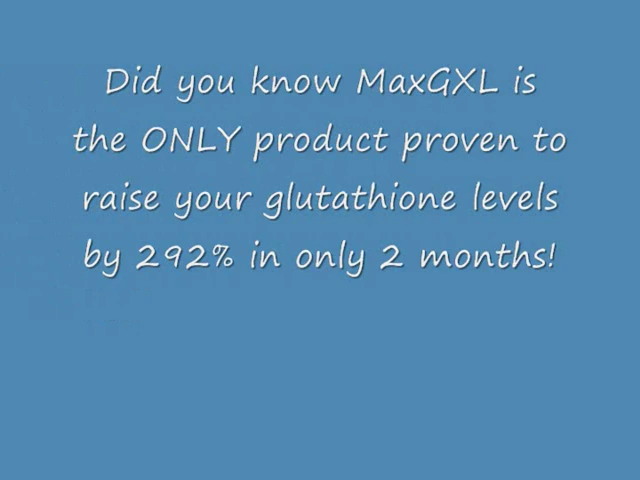 Did you know MaxGXL is
the ONLY product proven to
raise your glutathione levels
by 292% in only 2 months!